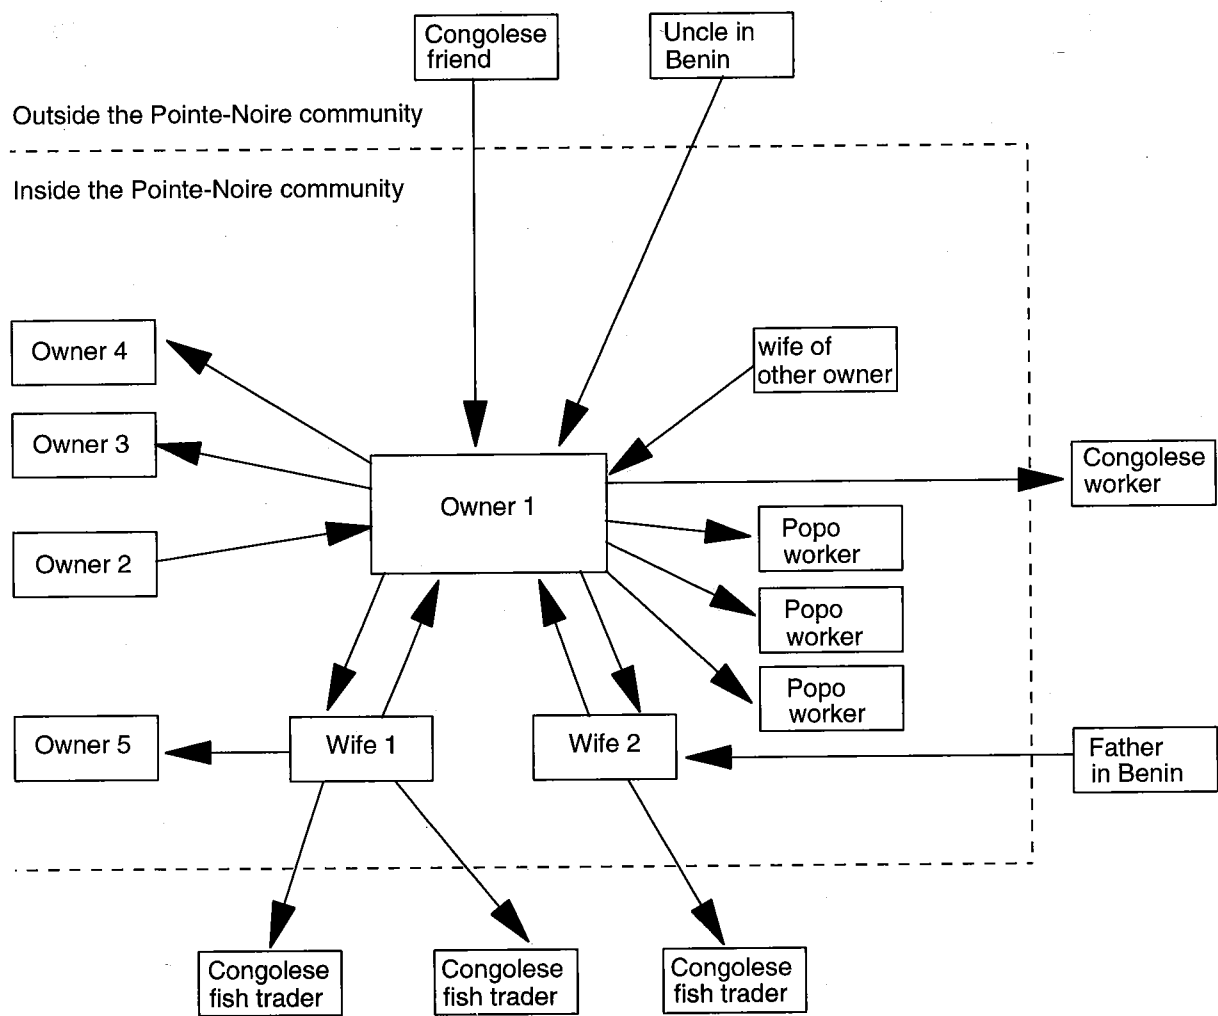 Congolese
friend
Uncle in
Benin
Outside the Pointe-Noire community
Inside the Pointe-Noire community
Owner 4
wife of
other owner
Owner 3
Congolese
worker
Owner 1
Popo
worker
Owner 2
Popo
worker
Popo
worker
Owner 5
Wife 1
Wife 2
Father
in Benin
Congolese
fish trader
Congolese
fish trader
Congolese
fish trader